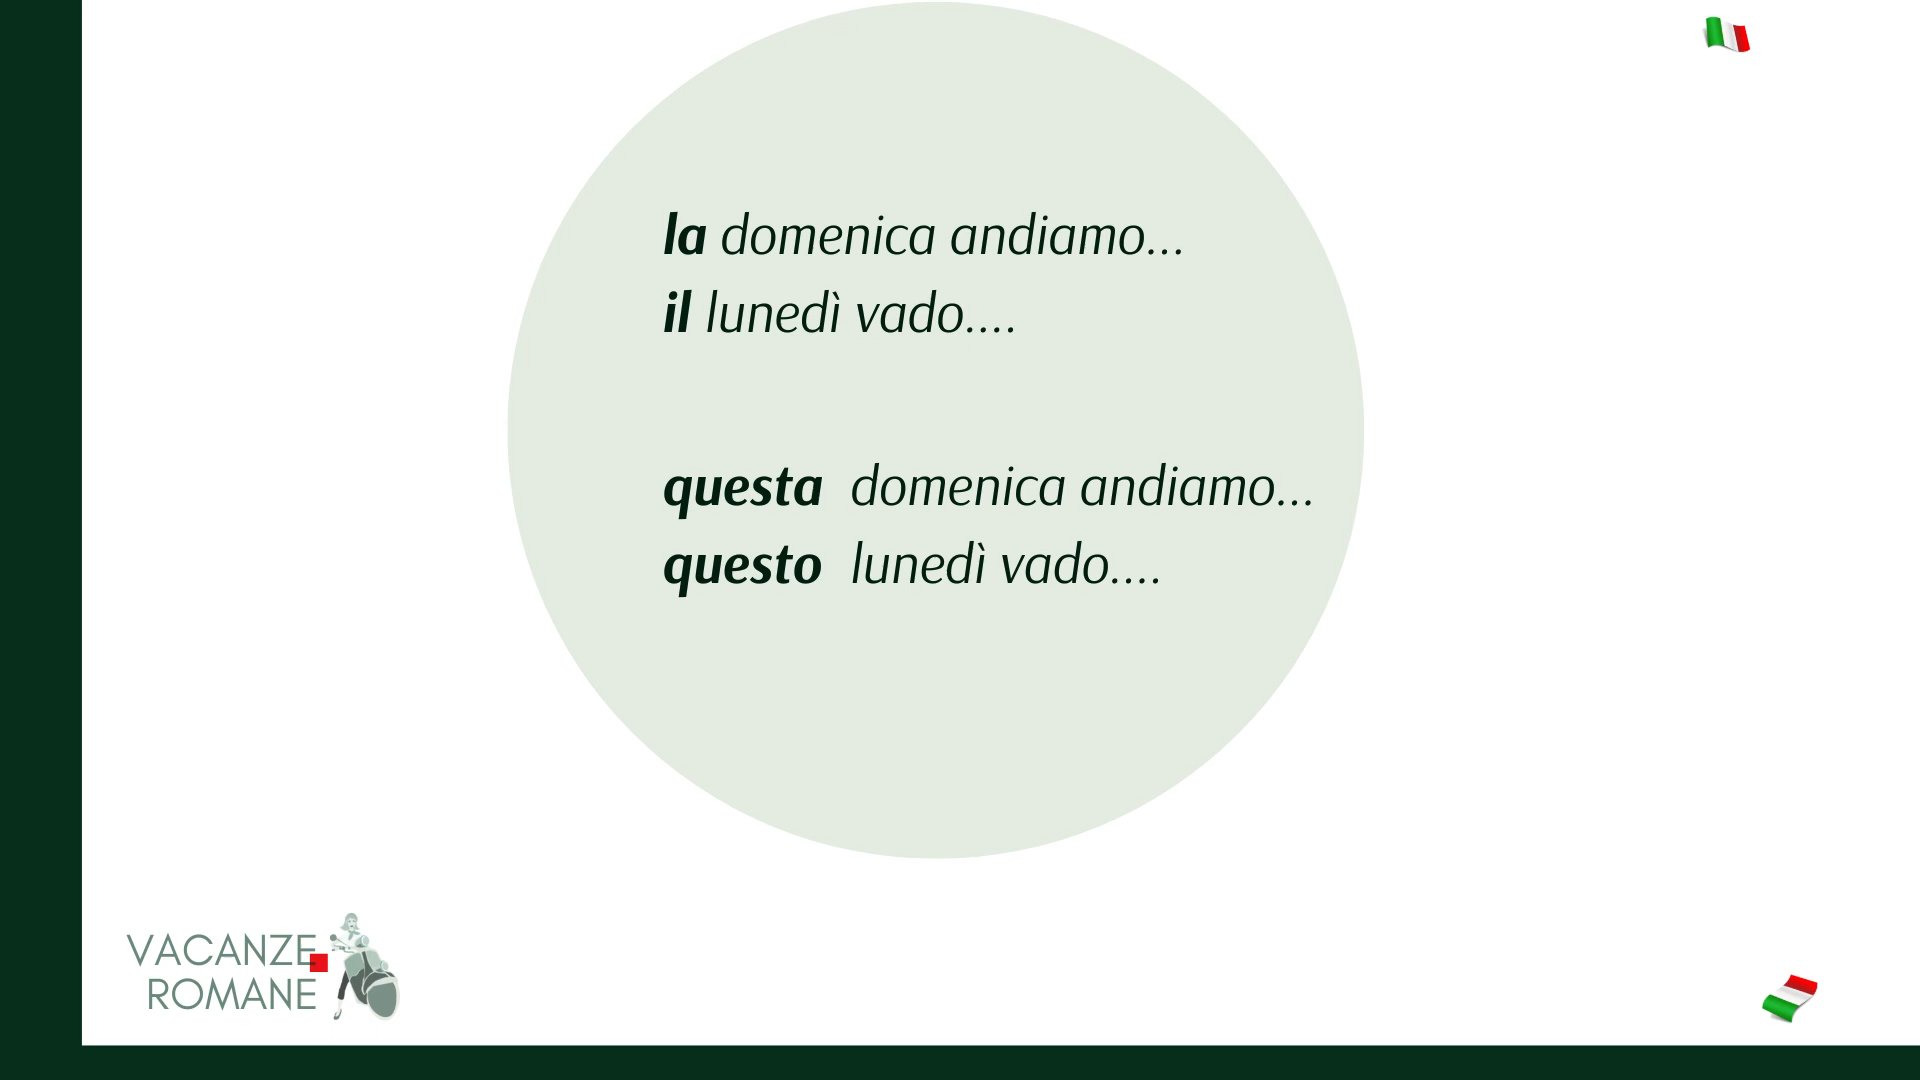 la domenica andiamo...
il lunedì vado....
questa domenica andiamo...
questo lunedì vado....
VACANZE
ROMANE